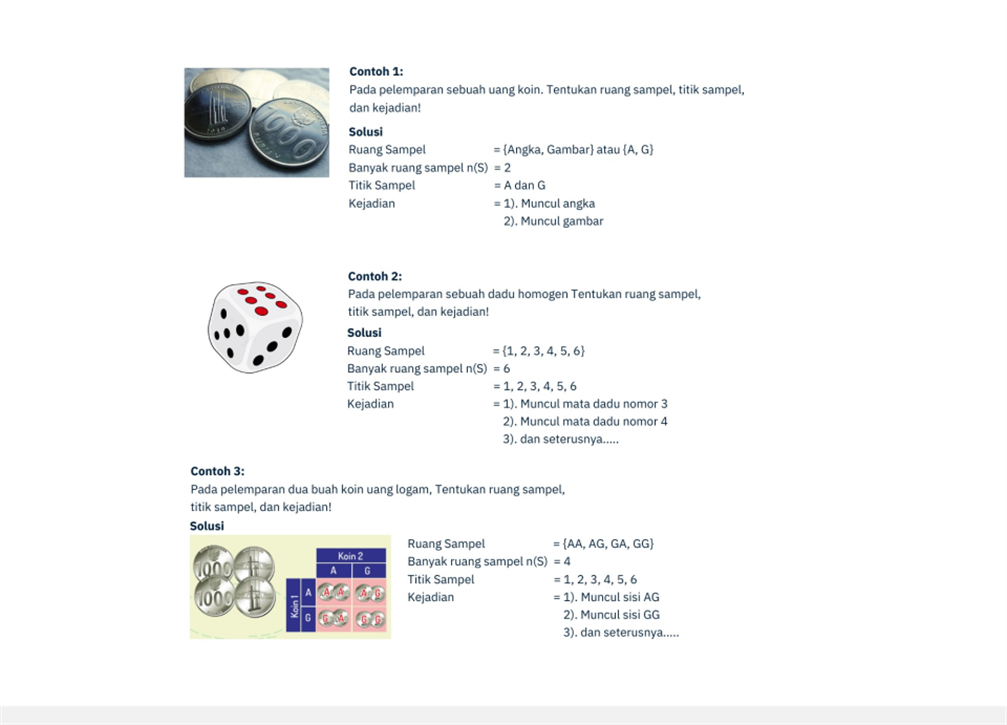 Contoh 1:
Pada pelemparan sebuah uang koin. Tentukan ruang sampel, titik sampel,
dan kejadian!
Solusi
Ruang Sampel = {Angka, Gambar} atau {A, G}
Banyak ruang sampel n(S) = 2
Titik Sampel = A dan G
Kejadian = 1). Muncul angka
2). Muncul gambar
1000
Contoh 2:
Pada pelemparan sebuah dadu homogen Tentukan ruang sampel,
titik sampel, dan kejadian!
Solusi
Ruang Sampel = {1, 2, 3, 4, 5, 6}
Banyak ruang sampel n(S) = 6
Titik Sampel = 1, 2, 3, 4, 5, 6
Kejadian = 1). Muncul mata dadu nomor 3
2). Muncul mata dadu nomor 4
3). dan seterusnya.....
Contoh 3:
Pada pelemparan dua buah koin uang logam, Tentukan ruang sampel,
titik sampel, dan kejadian!
Solusi
1000
1000
Koin 2
A G
Koin 1
A A A A G
G G A G G
Ruang Sampel = {AA, AG, GA, GG}
Banyak ruang sampel n(S) = 4
Titik Sampel = 1, 2, 3, 4, 5, 6
Kejadian = 1). Muncul sisi AG
2). Muncul sisi GG
3). dan seterusnya.....